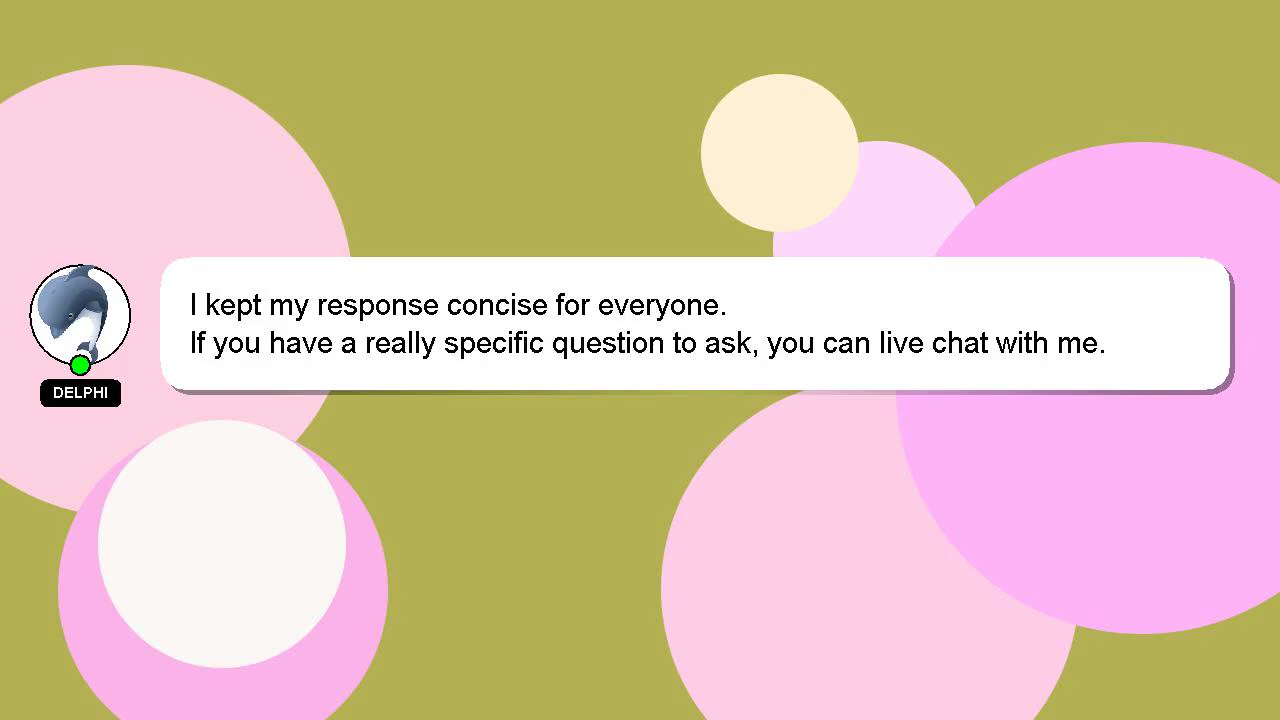 I kept my response concise for everyone.
If you have a really specific question to ask, you can live chat with me.
DELPHI